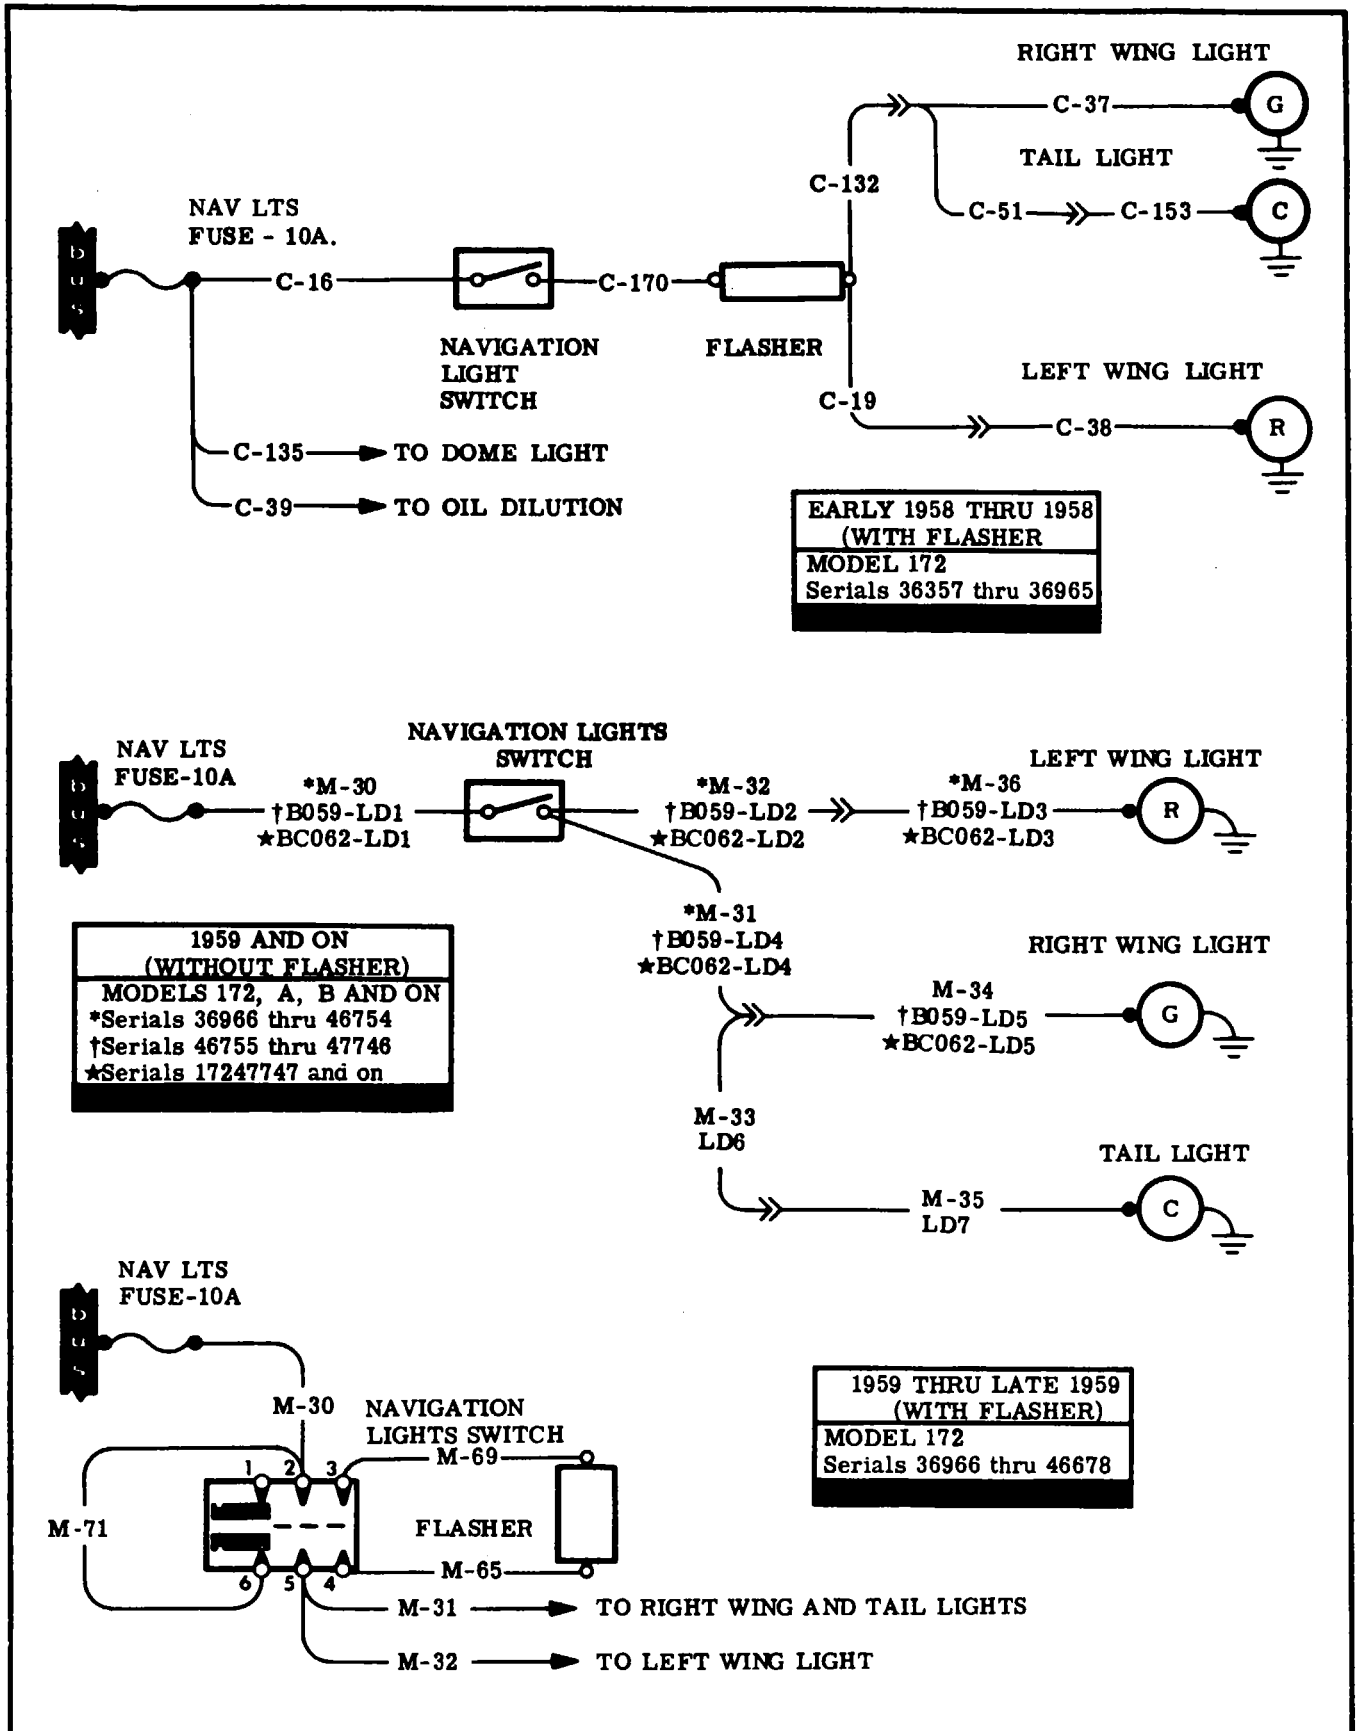 RIGHT WING LIGHT
C-37
G
TAIL LIGHT
C-132
C-51
C-153
C
NAV LTS
FUSE - 10A.
bus
C-16
C-170
NAVIGATION
LIGHT
SWITCH
FLASHER
LEFT WING LIGHT
C-19
C-38
R
C-135
TO DOME LIGHT
C-39
TO OIL DILUTION
EARLY 1958 THRU 1958
(WITH FLASHER
MODEL 172
Serials 36357 thru 36965
NAV LTS
FUSE-10A
bus
NAVIGATION LIGHTS
SWITCH
*M-30
†B059-LD1
★BC062-LD1
*M-32
†B059-LD2
★BC062-LD2
*M-36
†B059-LD3
★BC062-LD3
LEFT WING LIGHT
R
*M-31
†B059-LD4
★BC062-LD4
RIGHT WING LIGHT
M-34
†B059-LD5
★BC062-LD5
G
1959 AND ON
(WITHOUT FLASHER)
MODELS 172, A, B AND ON
*Serials 36966 thru 46754
†Serials 46755 thru 47746
★Serials 17247747 and on
M-33
LD6
TAIL LIGHT
M-35
LD7
C
NAV LTS
FUSE-10A
bus
M-30
NAVIGATION
LIGHTS SWITCH
M-69
1 2 3
M-71
FLASHER
M-65
6 5 4
M-31
TO RIGHT WING AND TAIL LIGHTS
M-32
TO LEFT WING LIGHT
1959 THRU LATE 1959
(WITH FLASHER)
MODEL 172
Serials 36966 thru 46678